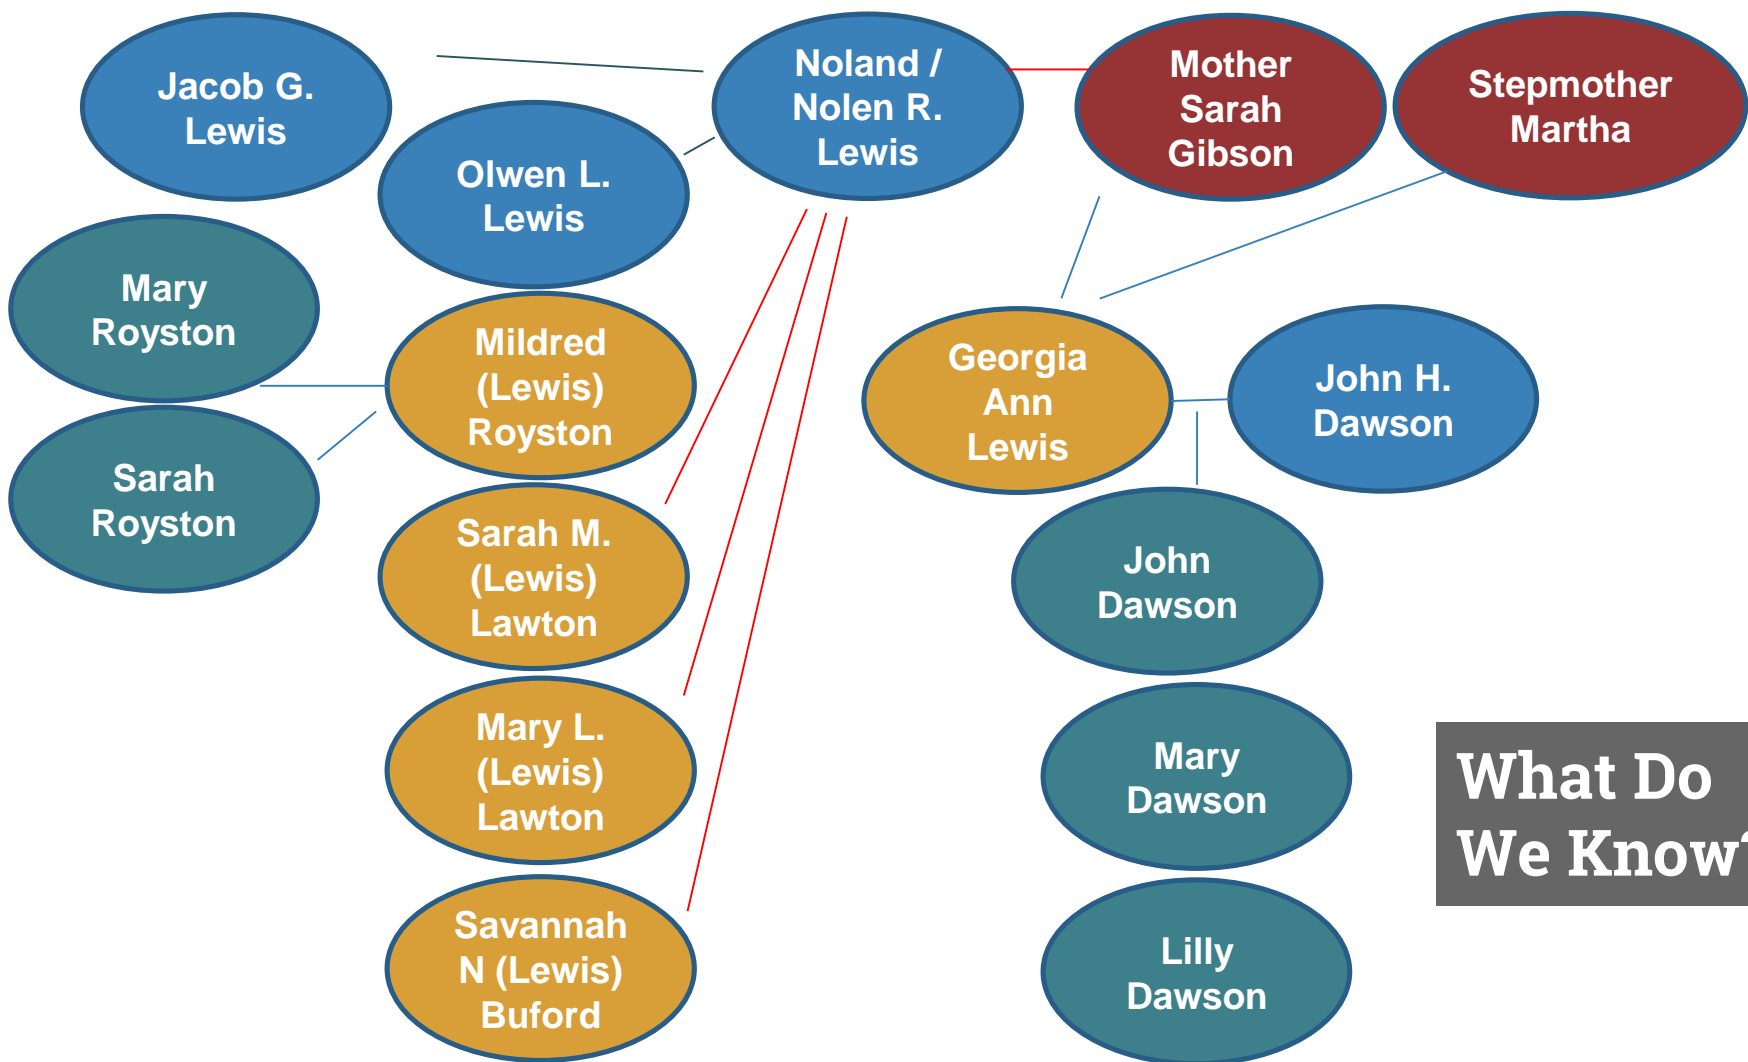 Jacob G.
Lewis
Noland /
Nolen R.
Lewis
Mother
Sarah
Gibson
Stepmother
Martha
Olwen L.
Lewis
Mary
Royston
Mildred
(Lewis)
Royston
Georgia
Ann
Lewis
John H.
Dawson
Sarah
Royston
Sarah M.
(Lewis)
Lawton
John
Dawson
Mary L.
(Lewis)
Lawton
Mary
Dawson
What Do
We Know?
Savannah
N (Lewis)
Buford
Lilly
Dawson